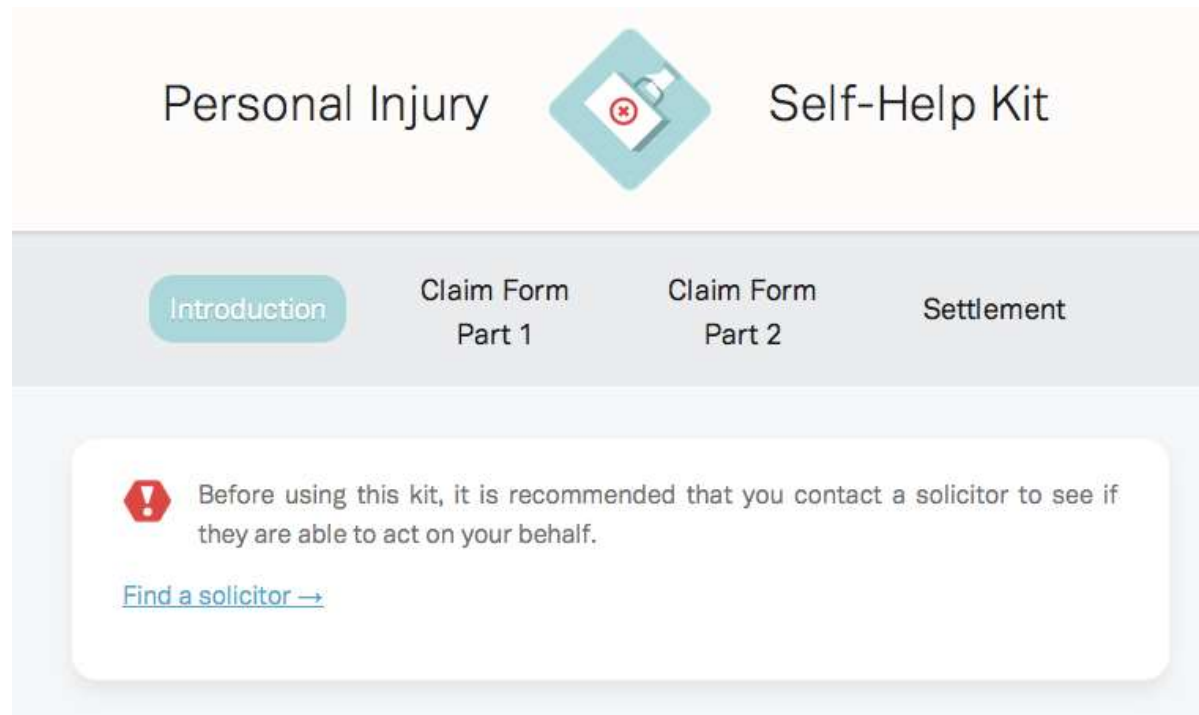 Personal Injury Self-Help Kit
Introduction
Claim Form
Part 1
Claim Form
Part 2
Settlement
Before using this kit, it is recommended that you contact a solicitor to see if
they are able to act on your behalf.
Find a solicitor →